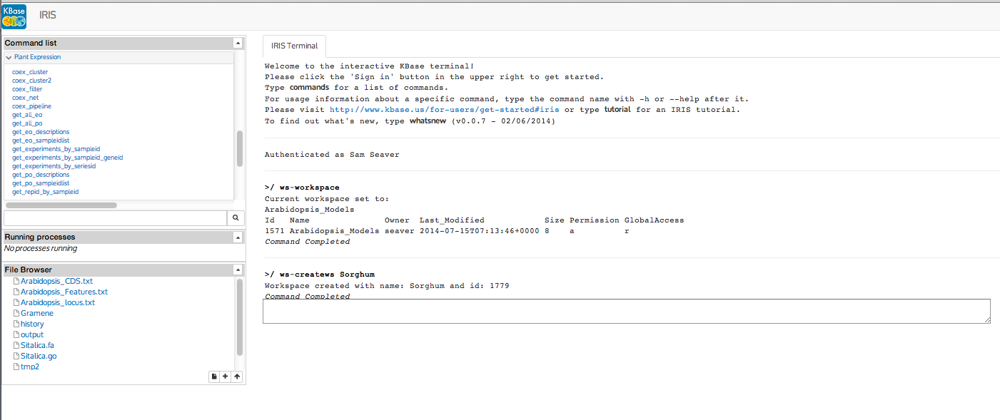 KBase
IRIS
Command list
Plant Expression
coex_cluster
coex_cluster2
coex_filter
coex_net
coex_pipeline
get_all_eo
get_all_po
get_eo_descriptions
get_eo_sampleidlist
get_experiments_by_sampleid
get_experiments_by_sampleid_geneid
get_experiments_by_seriesid
get_po_descriptions
get_po_sampleidlist
get_repid_by_sampleid
Running processes
No processes running
File Browser
Arabidopsis_CDS.txt
Arabidopsis_Features.txt
Arabidopsis_locus.txt
Gramene
history
output
Sitalica.fa
Sitalica.go
tmp2
IRIS Terminal
Welcome to the interactive KBase terminal!
Please click the 'Sign in' button in the upper right to get started.
Type commands for a list of commands.
For usage information about a specific command, type the command name with -h or --help after it.
Please visit http://www.kbase.us/for-users/get-started#iris or type tutorial for an IRIS tutorial.
To find out what's new, type whatsnew (v0.0.7 - 02/06/2014)
Authenticated as Sam Seaver
>/ ws-workspace
Current workspace set to:
Arabidopsis_Models
Id Name Owner Last_Modified Size Permission GlobalAccess
1571 Arabidopsis_Models seaver 2014-07-15T07:13:46+0000 8 a r
Command Completed
>/ ws-createws Sorghum
Workspace created with name: Sorghum and id: 1779
Command Completed